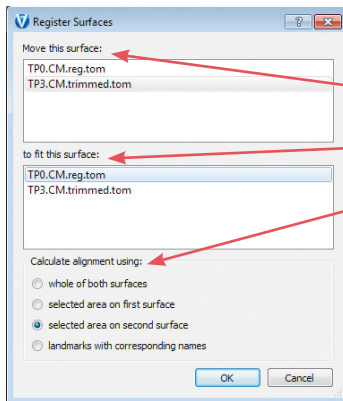 Register Surfaces
Move this surface:
TP0.CM.reg.tom
TP3.CM.trimmed.tom
to fit this surface:
TP0.CM.reg.tom
TP3.CM.trimmed.tom
Calculate alignment using:
whole of both surfaces
selected area on first surface
selected area on second surface
landmarks with corresponding names
OK Cancel